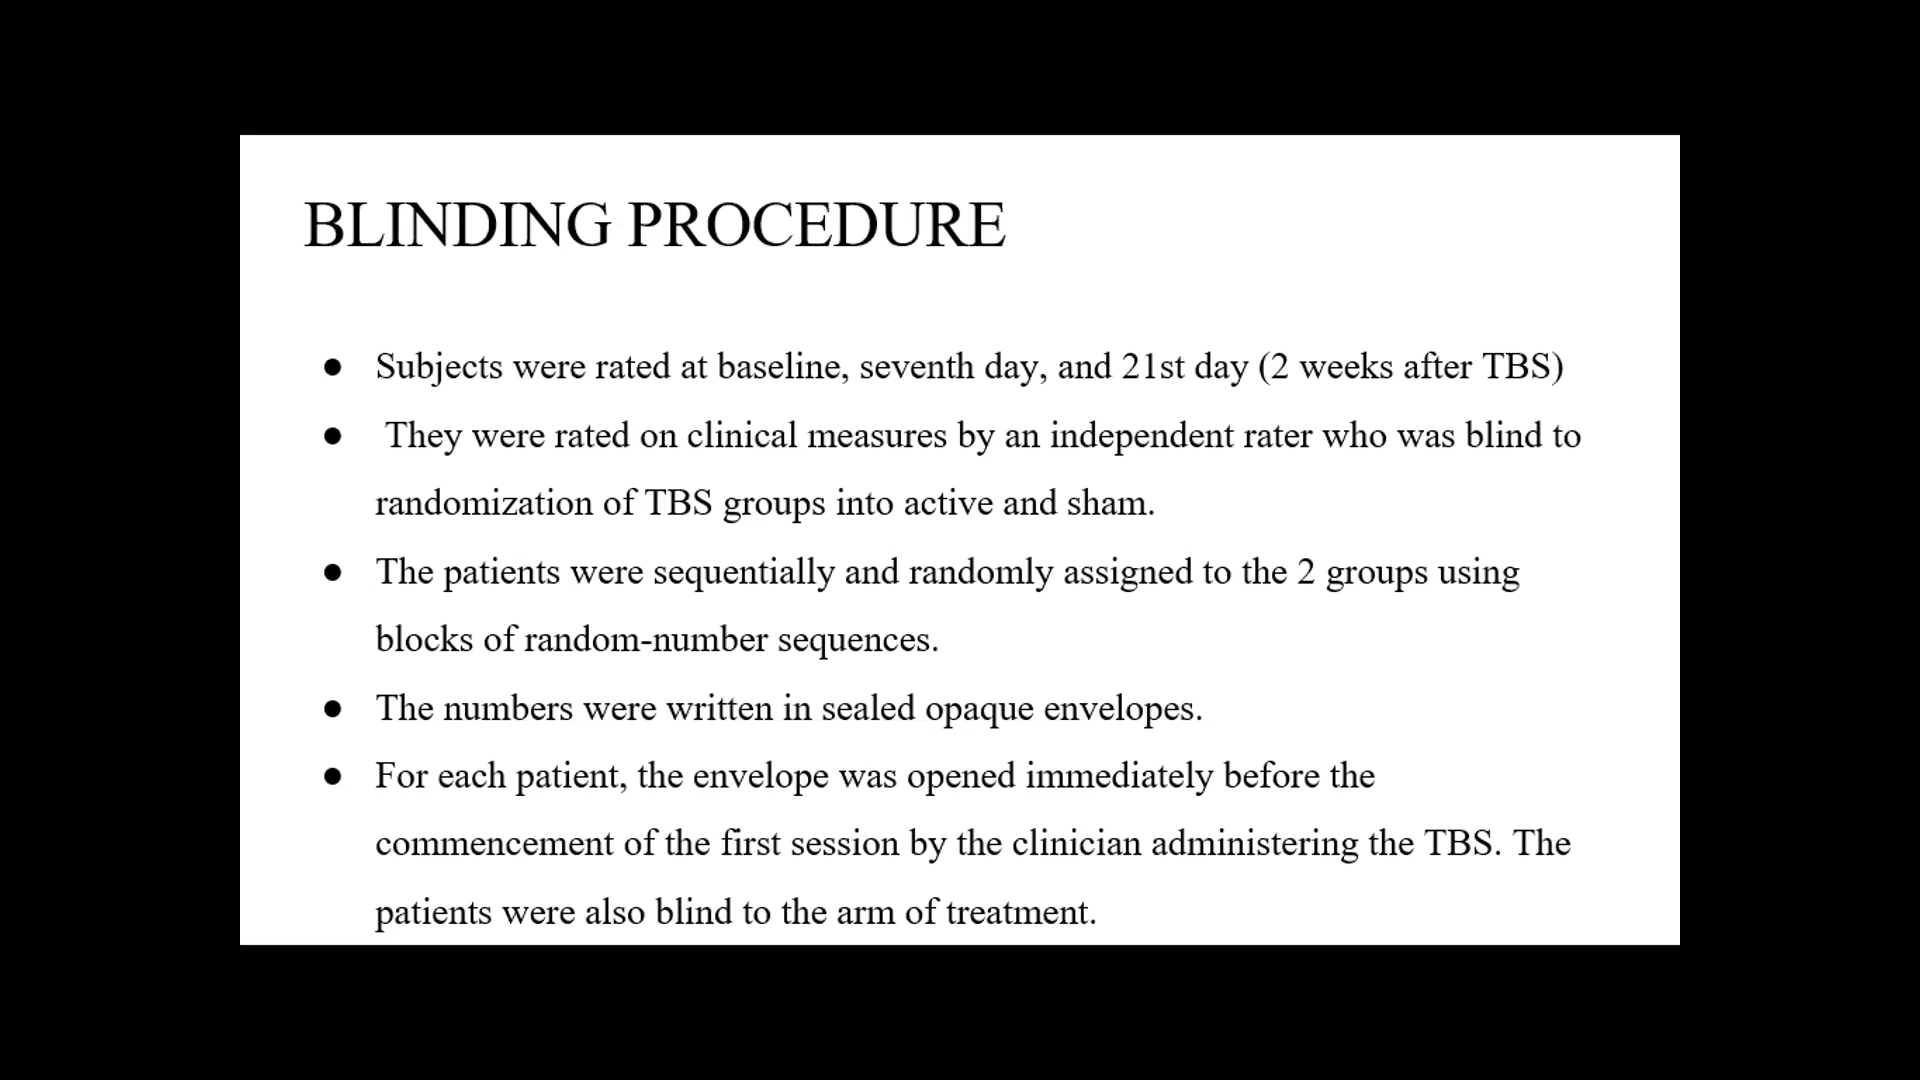 BLINDING PROCEDURE
● Subjects were rated at baseline, seventh day, and 21st day (2 weeks after TBS)
● They were rated on clinical measures by an independent rater who was blind to
randomization of TBS groups into active and sham.
● The patients were sequentially and randomly assigned to the 2 groups using
blocks of random-number sequences.
● The numbers were written in sealed opaque envelopes.
● For each patient, the envelope was opened immediately before the
commencement of the first session by the clinician administering the TBS. The
patients were also blind to the arm of treatment.